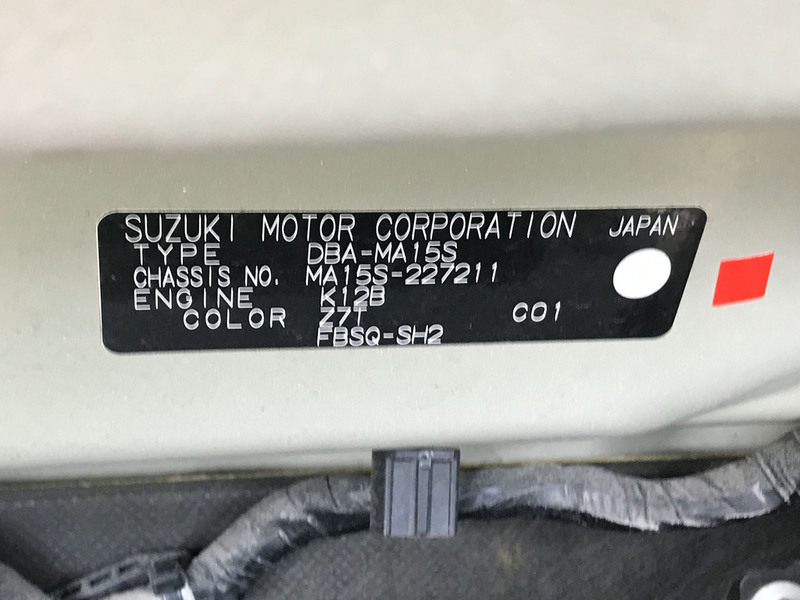 SUZUKI MOTOR CORPORATION JAPAN
TYPE DBA-MA15S
CHASSIS NO. MA15S-227211
ENGINE K12B
COLOR Z7T C01
FBSQ-SH2